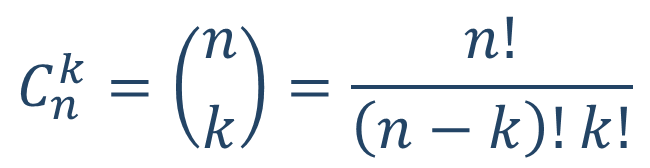 $C_n^k = \binom{n}{k} = \frac{n!}{(n-k)!\,k!}$